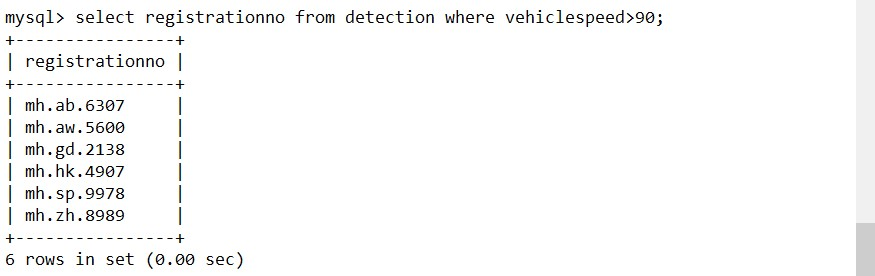 mysql> select registrationno from detection where vehiclespeed>90;
+----------------+
| registrationno |
+----------------+
| mh.ab.6307     |
| mh.aw.5600     |
| mh.gd.2138     |
| mh.hk.4907     |
| mh.sp.9978     |
| mh.zh.8989     |
+----------------+
6 rows in set (0.00 sec)